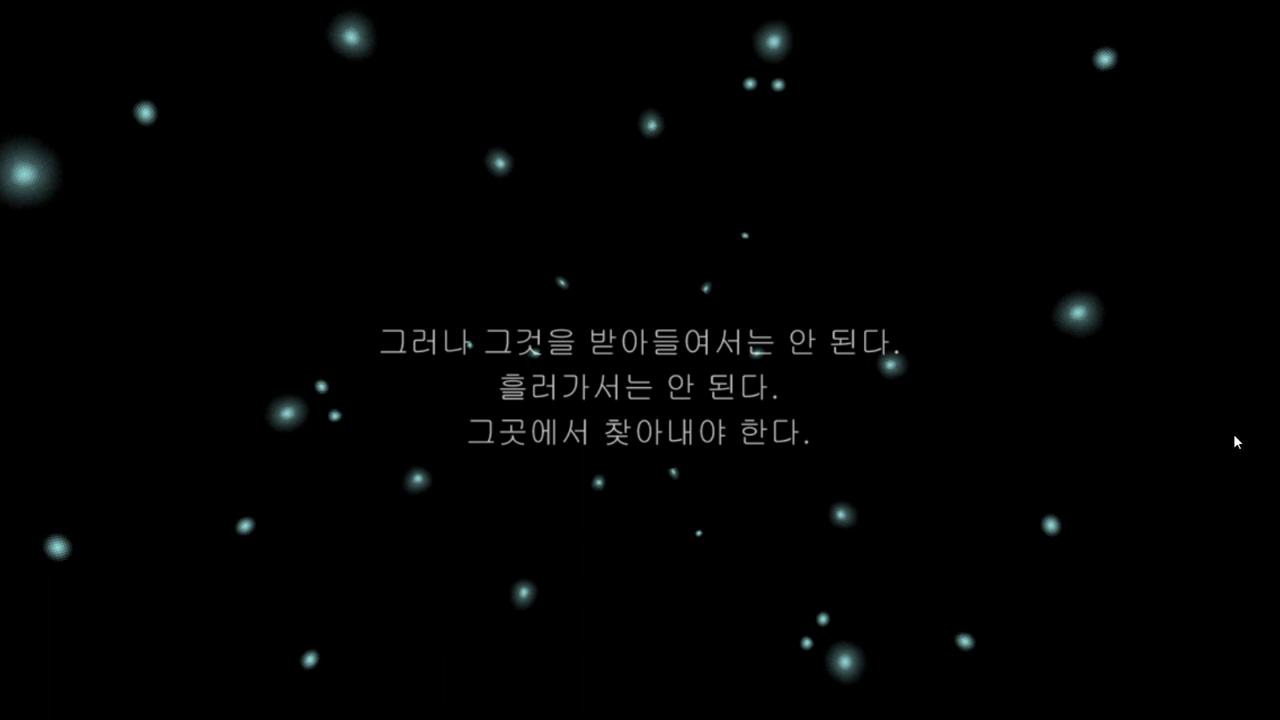 그러나 그것을 받아들여서는 안 된다.
흘러가서는 안 된다.
그곳에서 찾아내야 한다.